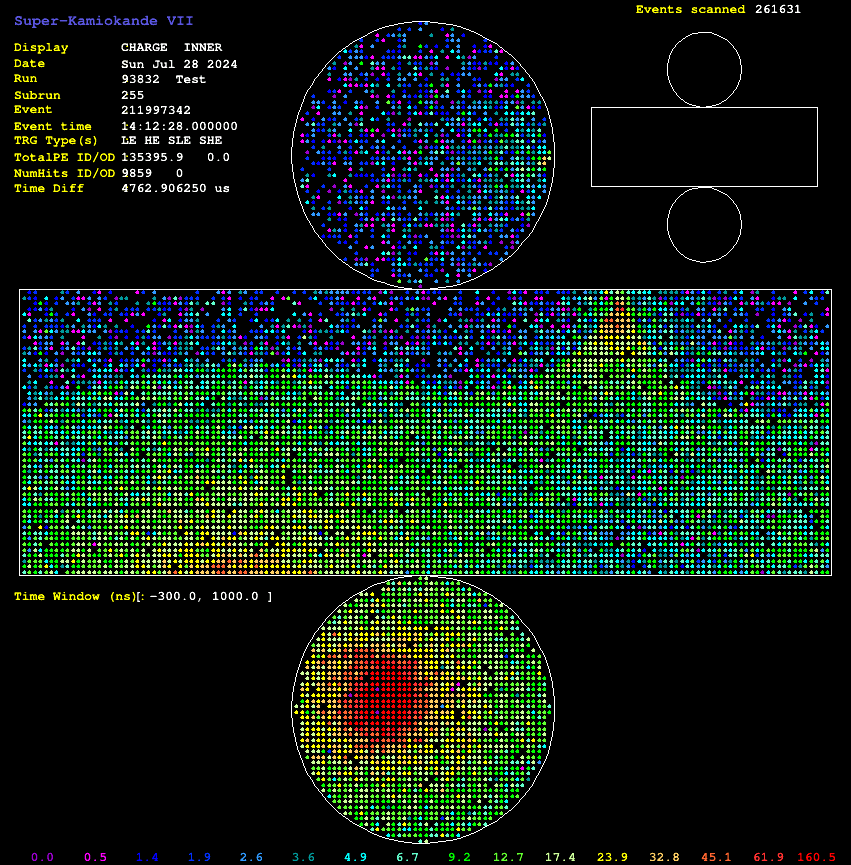 Super-Kamiokande VII
Events scanned 261631
Display CHARGE INNER
Date Sun Jul 28 2024
Run 93832 Test
Subrun 255
Event 211997342
Event time 14:12:28.000000
TRG Type(s) LE HE SLE SHE
TotalPE ID/OD 135395.9 0.0
NumHits ID/OD 9859 0
Time Diff 4762.906250 us
Time Window (ns)[: −300.0, 1000.0 ]
0.0 0.5 1.4 1.9 2.6 3.6 4.9 6.7 9.2 12.7 17.4 23.9 32.8 45.1 61.9 160.5